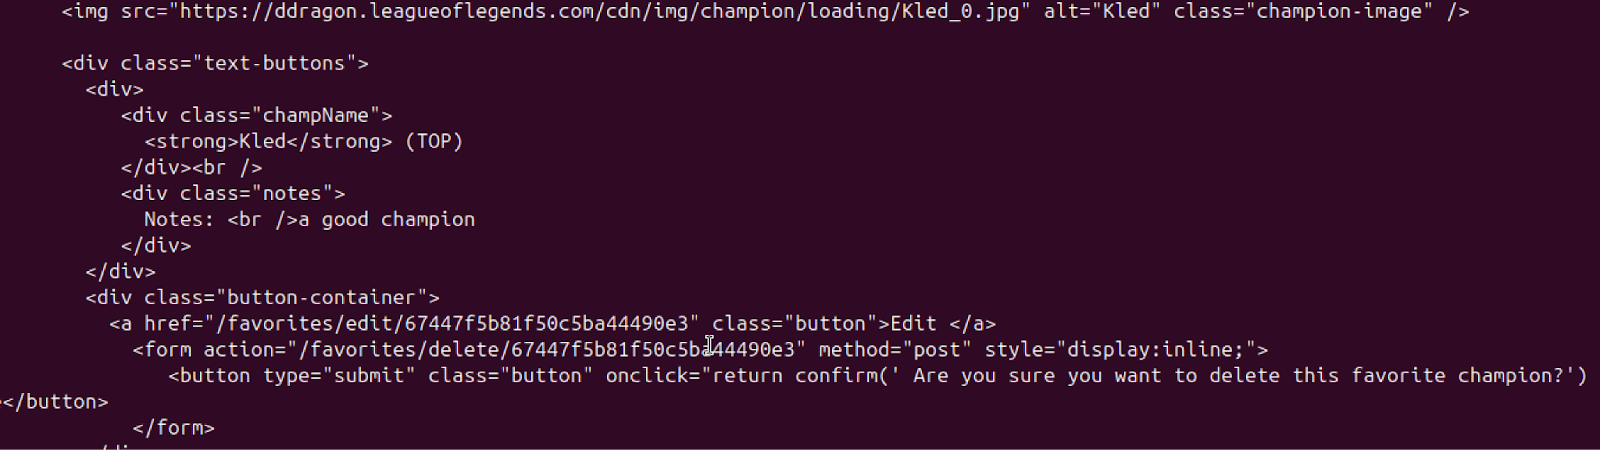 <img src="https://ddragon.leagueoflegends.com/cdn/img/champion/loading/Kled_0.jpg" alt="Kled" class="champion-image" />
<div class="text-buttons">
<div>
<div class="champName">
<strong>Kled</strong> (TOP)
</div><br />
<div class="notes">
Notes: <br />a good champion
</div>
</div>
<div class="button-container">
<a href="/favorites/edit/67447f5b81f50c5ba44490e3" class="button">Edit </a>
<form action="/favorites/delete/67447f5b81f50c5ba44490e3" method="post" style="display:inline;">
<button type="submit" class="button" onclick="return confirm(' Are you sure you want to delete this favorite champion?')
</button>
</form>